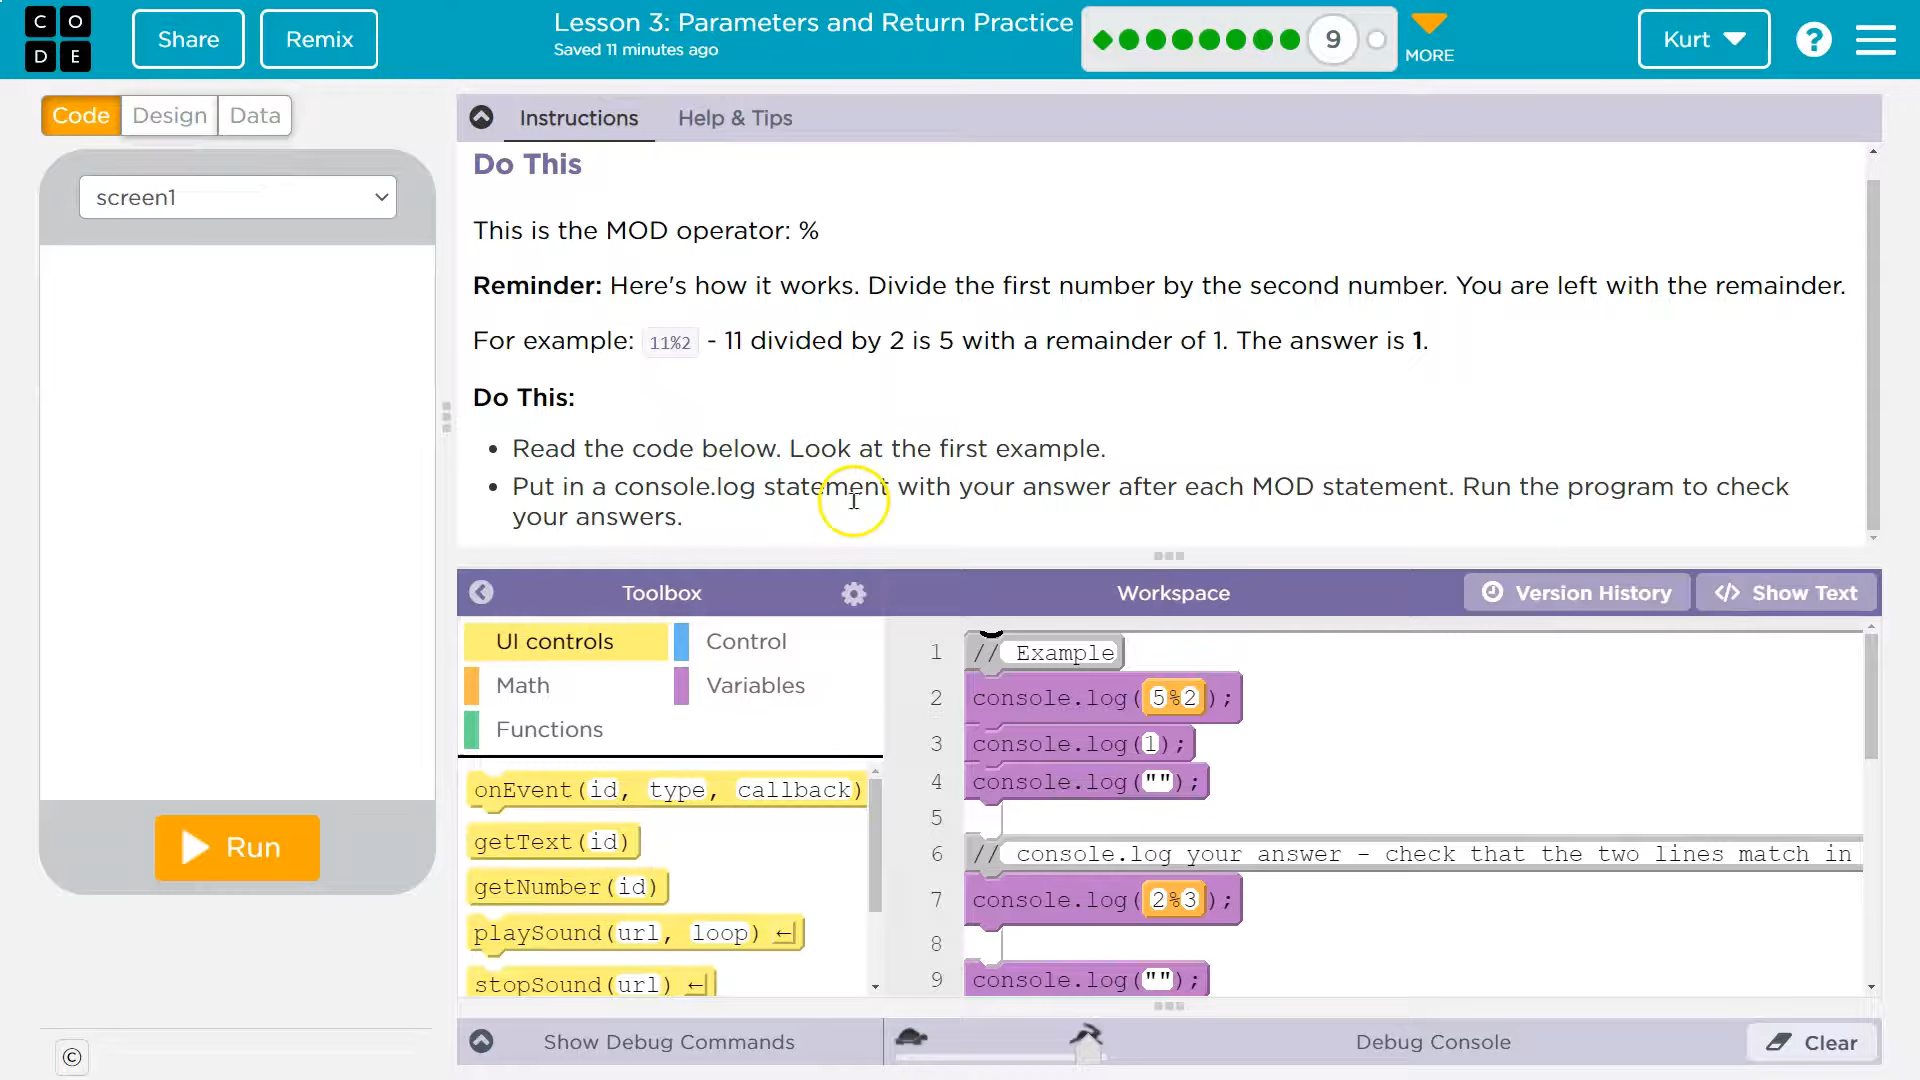 CODE
Share
Remix
Lesson 3: Parameters and Return Practice
Saved 11 minutes ago
9
MORE
Kurt
?
Code
Design
Data
screen1
Run
©
Instructions
Help & Tips
Do This
This is the MOD operator: %
Reminder: Here's how it works. Divide the first number by the second number. You are left with the remainder.
For example: 11%2 - 11 divided by 2 is 5 with a remainder of 1. The answer is 1.
Do This:
• Read the code below. Look at the first example.
• Put in a console.log statement with your answer after each MOD statement. Run the program to check
your answers.
Toolbox
Workspace
Version History
</> Show Text
UI controls
Control
Math
Variables
Functions
onEvent(id, type, callback)
getText(id)
getNumber(id)
playSound(url, loop) ←
stopSound(url) ←
1 // Example
2 console.log(5%2);
3 console.log(1);
4 console.log("");
5
6 // console.log your answer - check that the two lines match in
7 console.log(2%3);
8
9 console.log("");
Show Debug Commands
Debug Console
Clear